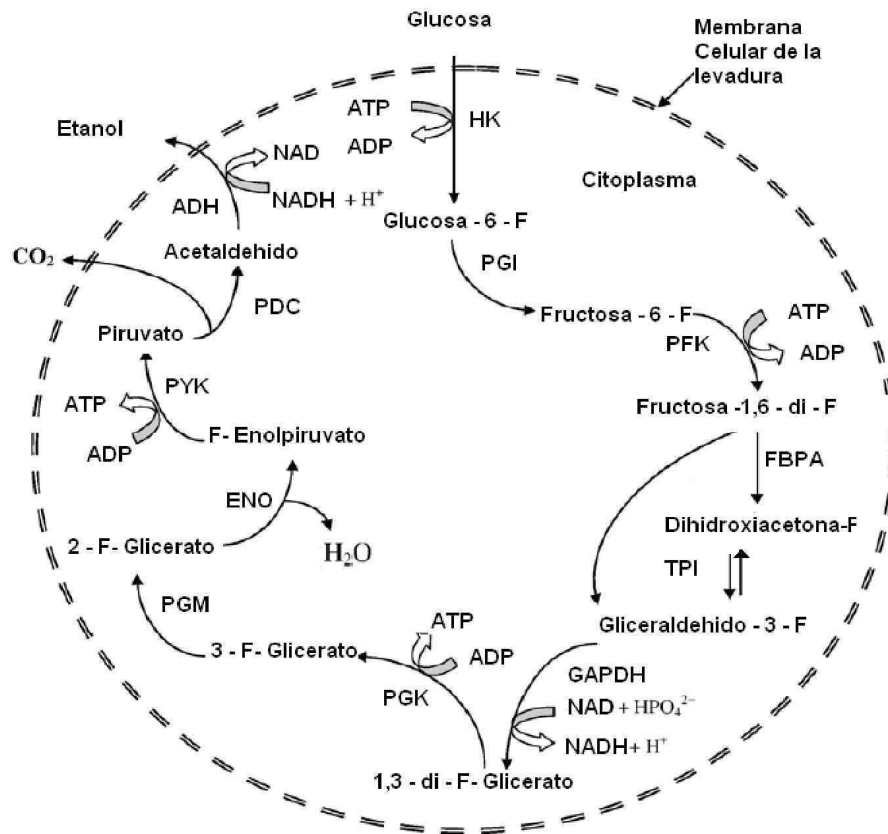 Glucosa
Membrana
Celular de la
levadura
ATP
HK
ADP
Etanol
NAD
NADH + H⁺
ADH
Citoplasma
Glucosa - 6 - F
Acetaldehido
CO₂
PGI
PDC
Fructosa - 6 - F
ATP
PFK
ADP
Piruvato
PYK
ATP
ADP
Fructosa -1,6 - di - F
F- Enolpiruvato
FBPA
ENO
Dihidroxiacetona-F
2 - F- Glicerato
H₂O
TPI
PGM
Gliceraldehido - 3 - F
ATP
3 - F- Glicerato
ADP
GAPDH
PGK
NAD + HPO₄²⁻
NADH + H⁺
1,3 - di - F- Glicerato